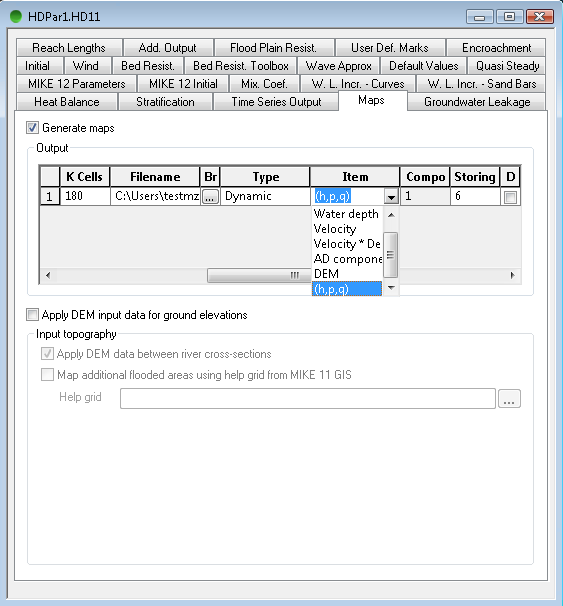 HDPar1.HD11
Reach Lengths Add. Output Flood Plain Resist. User Def. Marks Encroachment
Initial Wind Bed Resist. Bed Resist. Toolbox Wave Approx Default Values Quasi Steady
MIKE 12 Parameters MIKE 12 Initial Mix. Coef. W. L. Incr. - Curves W. L. Incr. - Sand Bars
Heat Balance Stratification Time Series Output Maps Groundwater Leakage
Generate maps
Output
K Cells Filename Br Type Item Compo Storing D
1 180 C:\Users\testmz ... Dynamic (h,p,q) 1 6
Water depth
Velocity
Velocity * De
AD compone
DEM
(h,p,q)
Apply DEM input data for ground elevations
Input topography
Apply DEM data between river cross-sections
Map additional flooded areas using help grid from MIKE 11 GIS
Help grid ...